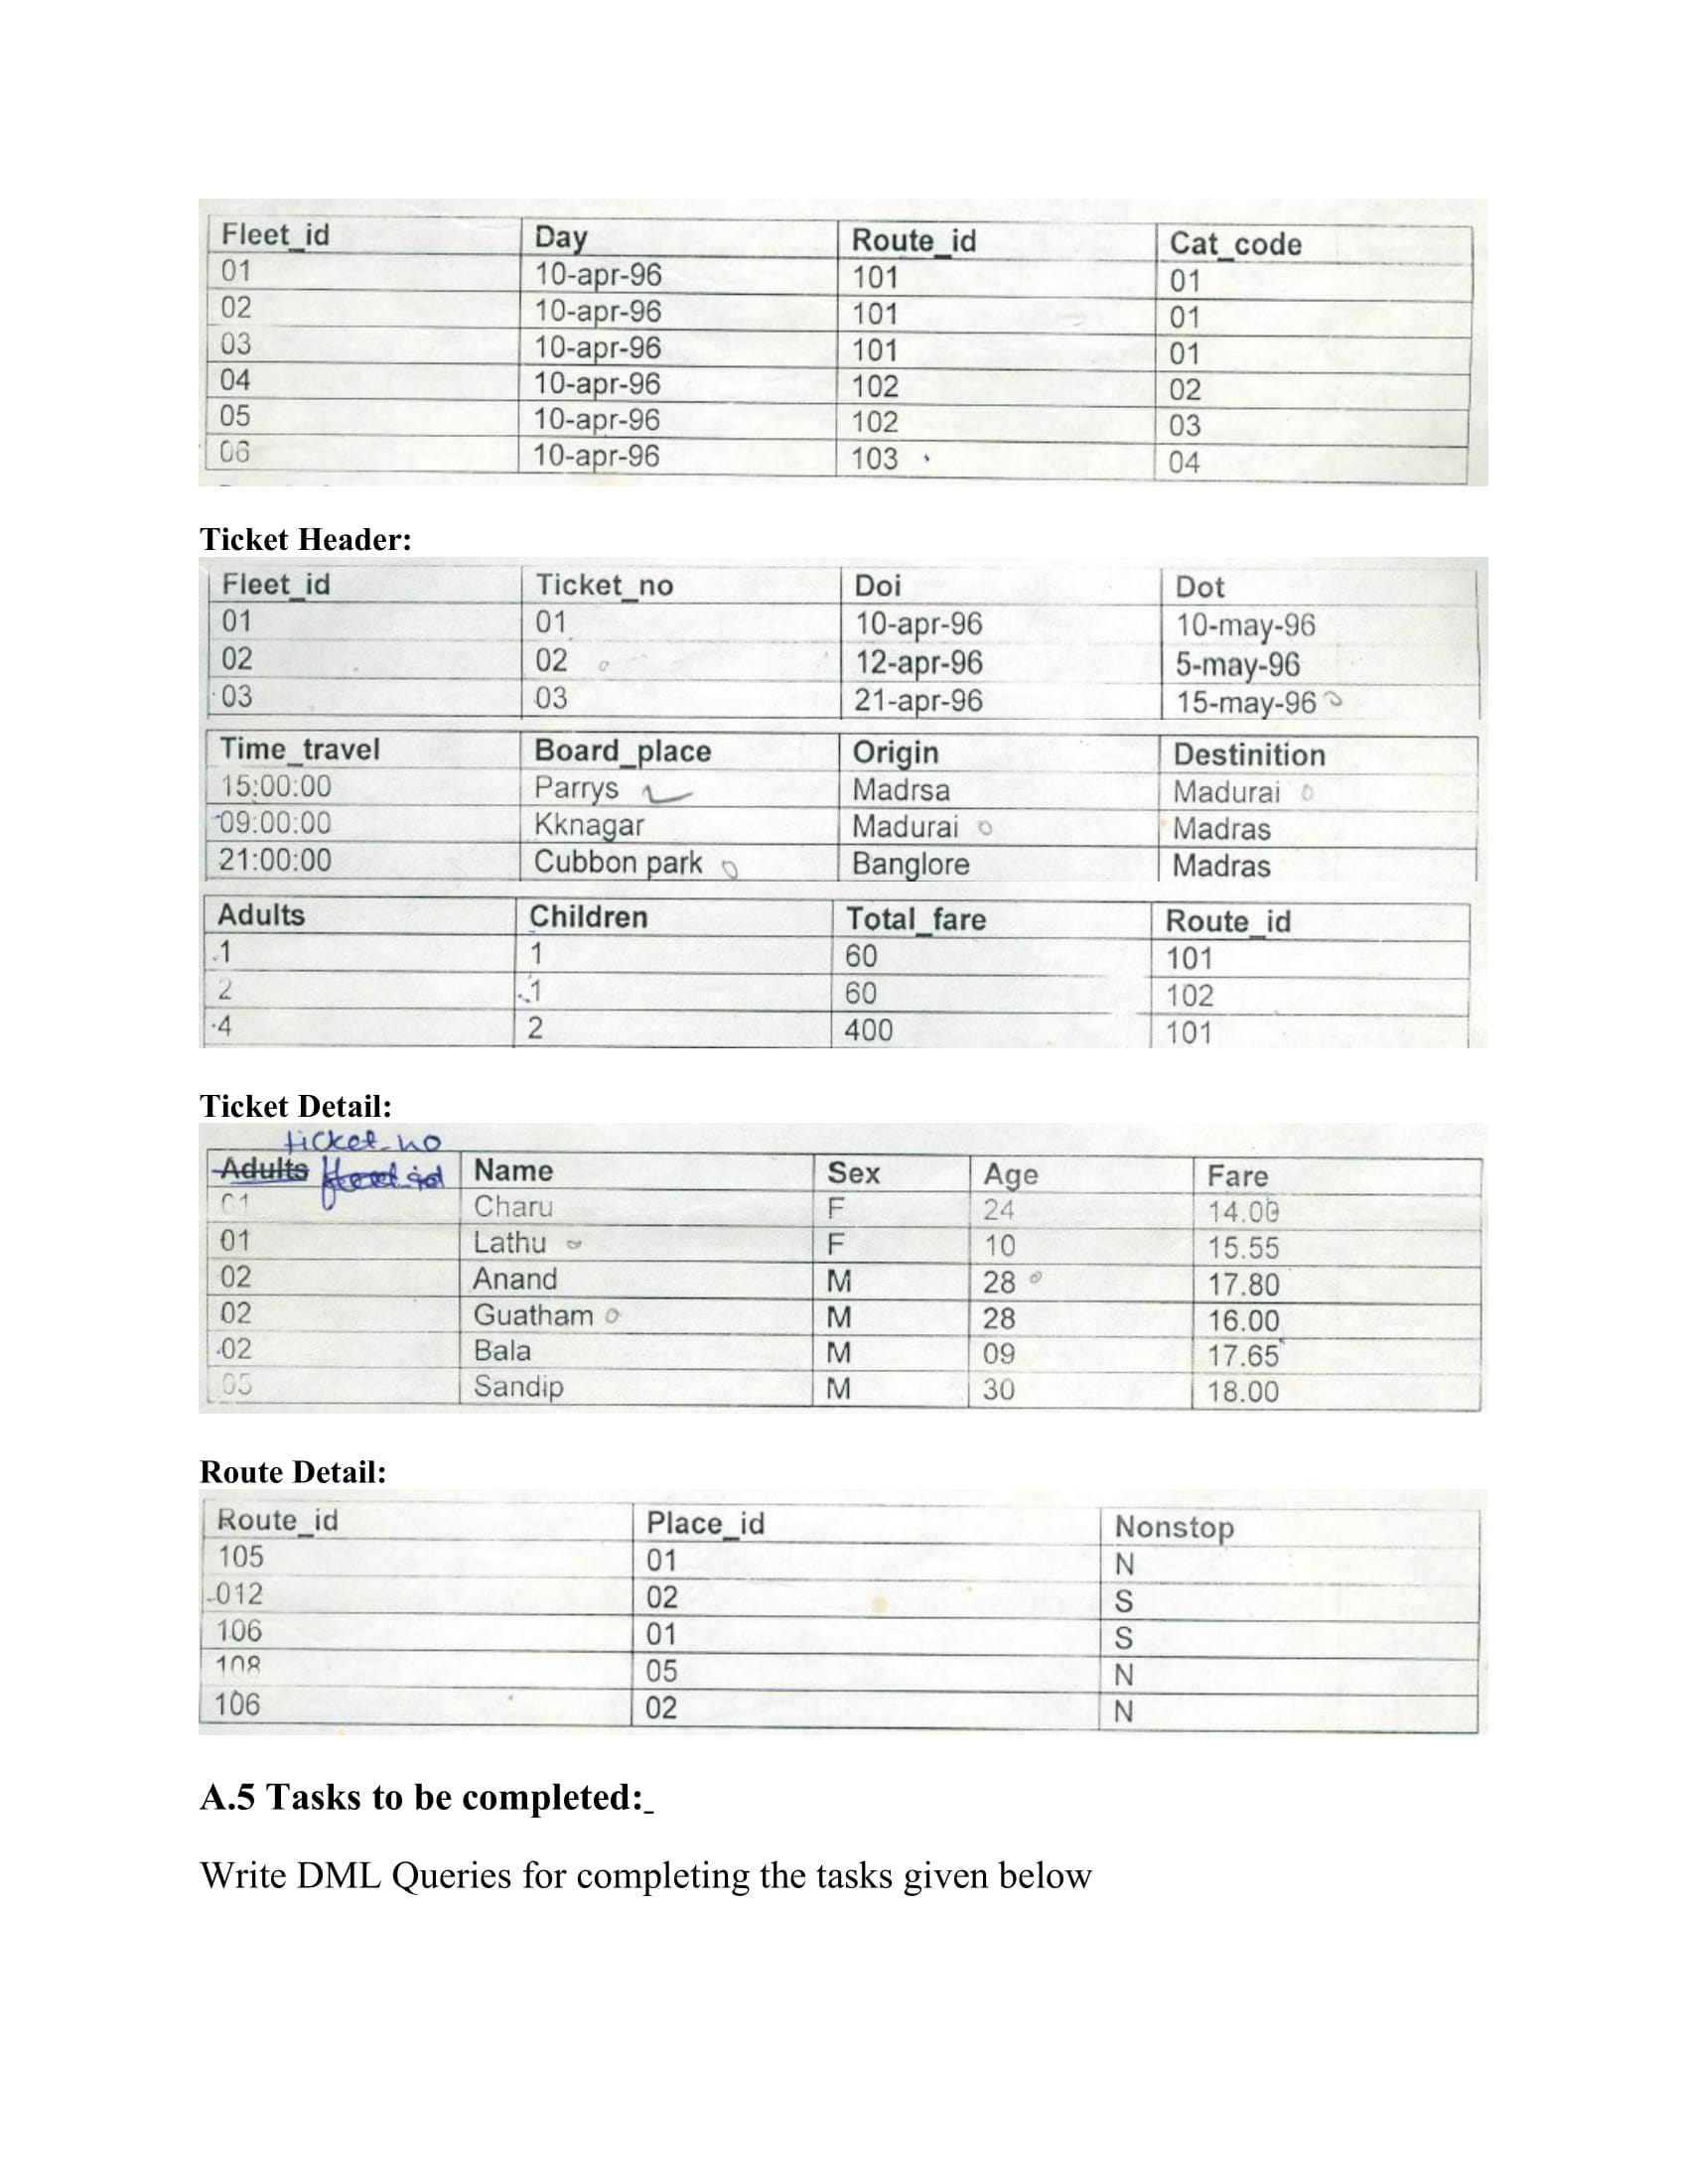 Fleet_id Day Route_id Cat_code
01 10-apr-96 101 01
02 10-apr-96 101 01
03 10-apr-96 101 01
04 10-apr-96 102 02
05 10-apr-96 102 03
06 10-apr-96 103 04
Ticket Header:
Fleet_id Ticket_no Doi Dot
01 01 10-apr-96 10-may-96
02 02 12-apr-96 5-may-96
03 03 21-apr-96 15-may-96
Time_travel Board_place Origin Destinition
15:00:00 Parrys Madrsa Madurai
09:00:00 Kknagar Madurai Madras
21:00:00 Cubbon park Banglore Madras
Adults Children Total_fare Route_id
1 1 60 101
2 1 60 102
4 2 400 101
Ticket Detail:
ticket_no
Adults fleet_id Name Sex Age Fare
01 Charu F 24 14.00
01 Lathu F 10 15.55
02 Anand M 28 17.80
02 Guatham M 28 16.00
02 Bala M 09 17.65
05 Sandip M 30 18.00
Route Detail:
Route_id Place_id Nonstop
105 01 N
012 02 S
106 01 S
108 05 N
106 02 N
A.5 Tasks to be completed:
Write DML Queries for completing the tasks given below